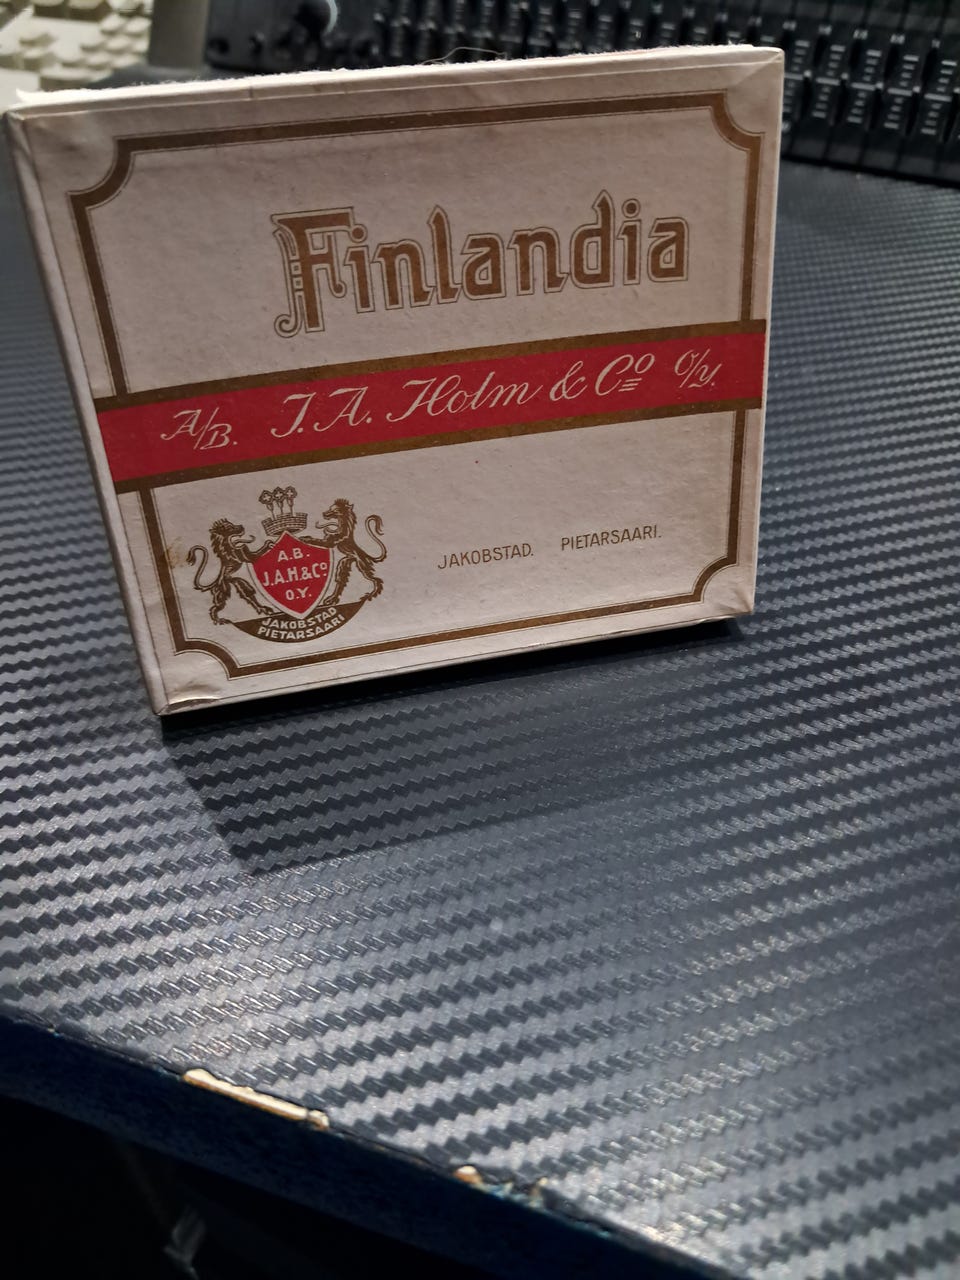 Finlandia
A/B. J. A. Holm & Co O/y.
A.B.
J.A.H.&Co
O.Y.
JAKOBSTAD
PIETARSAARI
JAKOBSTAD. PIETARSAARI.